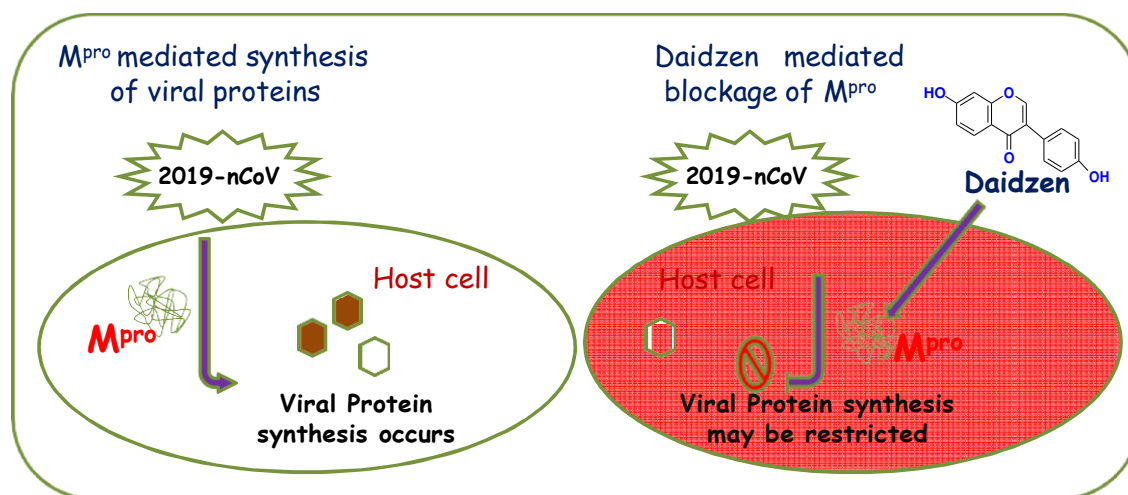 Mpro mediated synthesis
of viral proteins
2019-nCoV
Host cell
Mpro
Viral Protein
synthesis occurs
Daidzen mediated
blockage of Mpro
HO
O
O
OH
Daidzen
2019-nCoV
Host cell
Mpro
Viral Protein synthesis
may be restricted